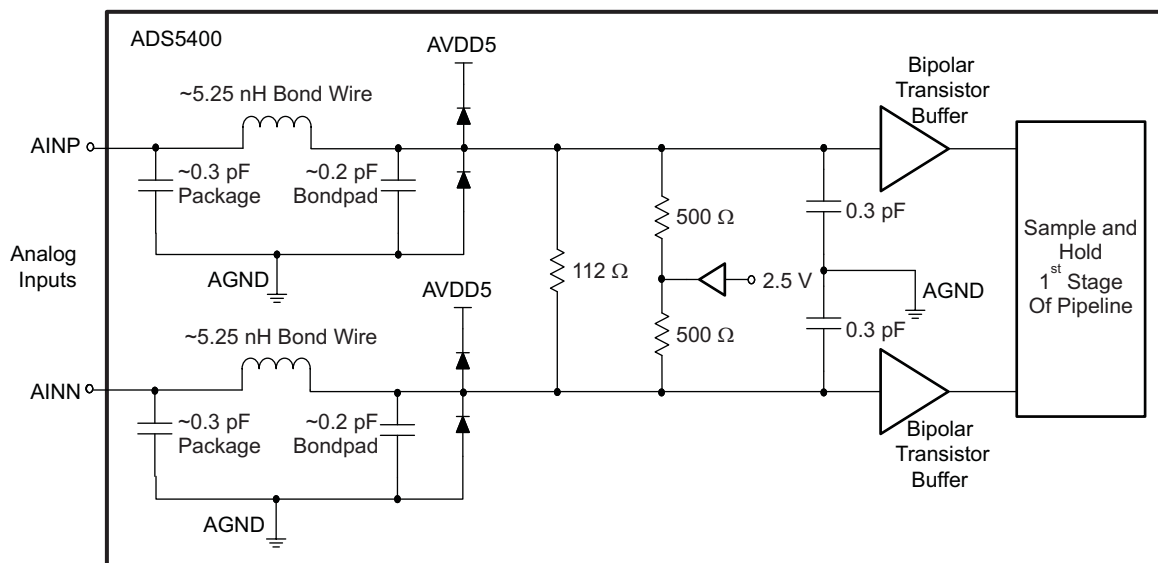 ADS5400
AVDD5
~5.25 nH Bond Wire
Bipolar
Transistor
Buffer
AINP
~0.3 pF
Package
~0.2 pF
Bondpad
500 Ω
0.3 pF
Analog
Inputs
AGND
112 Ω
2.5 V
AGND
Sample and
Hold
1st Stage
Of Pipeline
AVDD5
~5.25 nH Bond Wire
500 Ω
0.3 pF
AINN
~0.3 pF
Package
~0.2 pF
Bondpad
Bipolar
Transistor
Buffer
AGND